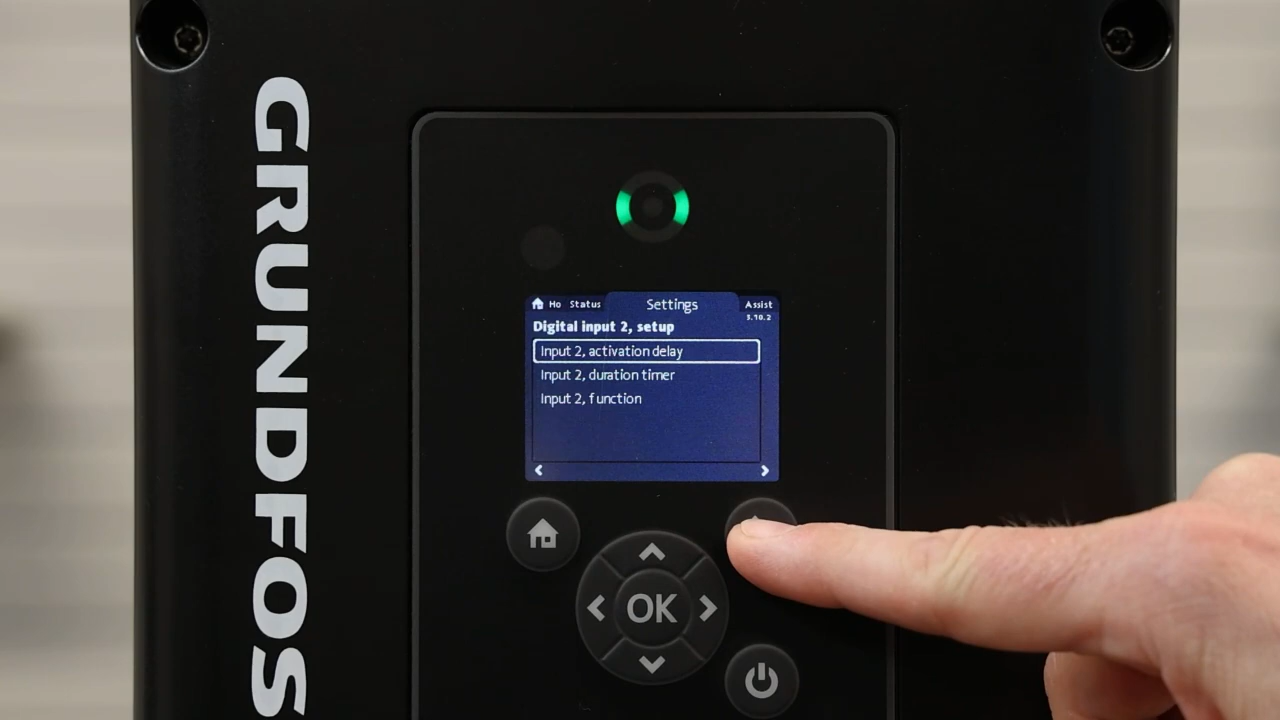 GRUNDFOS
Ho Status Settings Assist
3.10.2
Digital input 2, setup
Input 2, activation delay
Input 2, duration timer
Input 2, function
OK